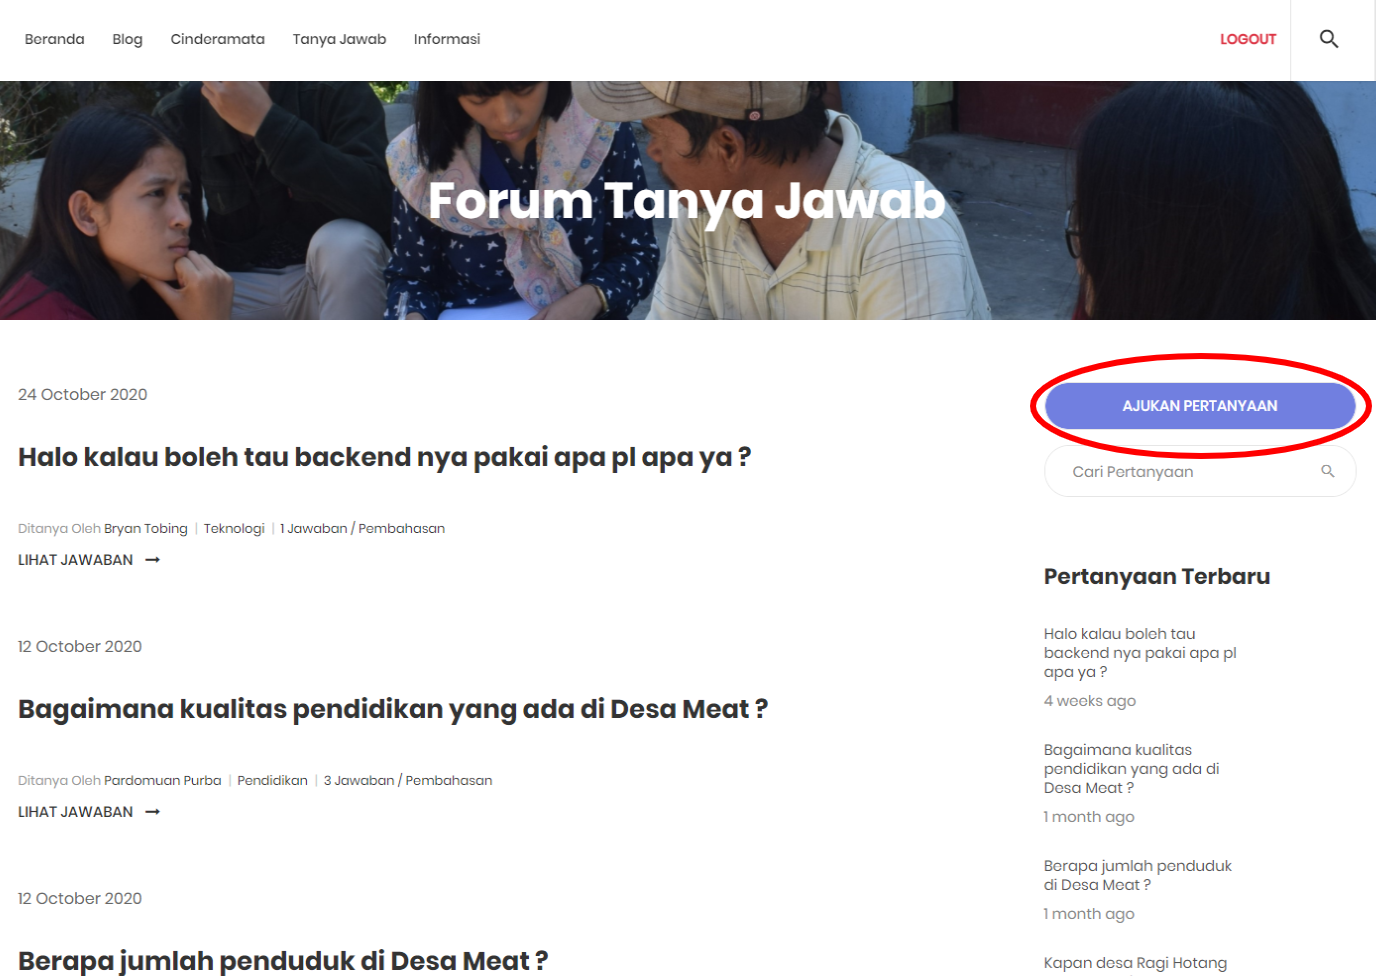 Beranda Blog Cinderamata Tanya Jawab Informasi LOGOUT
Forum Tanya Jawab
24 October 2020
Halo kalau boleh tau backend nya pakai apa pl apa ya ?
Ditanya Oleh Bryan Tobing | Teknologi | 1 Jawaban / Pembahasan
LIHAT JAWABAN →
12 October 2020
Bagaimana kualitas pendidikan yang ada di Desa Meat ?
Ditanya Oleh Pardomuan Purba | Pendidikan | 3 Jawaban / Pembahasan
LIHAT JAWABAN →
12 October 2020
Berapa jumlah penduduk di Desa Meat ?
AJUKAN PERTANYAAN
Cari Pertanyaan
Pertanyaan Terbaru
Halo kalau boleh tau
backend nya pakai apa pl
apa ya ?
4 weeks ago
Bagaimana kualitas
pendidikan yang ada di
Desa Meat ?
1 month ago
Berapa jumlah penduduk
di Desa Meat ?
1 month ago
Kapan desa Ragi Hotang